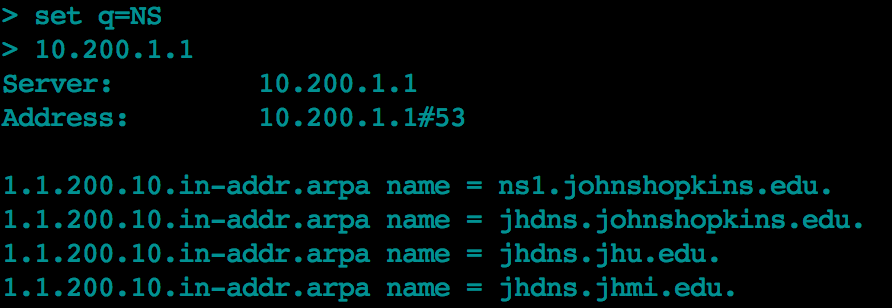 > set q=NS
> 10.200.1.1
Server: 10.200.1.1
Address: 10.200.1.1#53
1.1.200.10.in-addr.arpa name = ns1.johnshopkins.edu.
1.1.200.10.in-addr.arpa name = jhdns.johnshopkins.edu.
1.1.200.10.in-addr.arpa name = jhdns.jhu.edu.
1.1.200.10.in-addr.arpa name = jhdns.jhmi.edu.